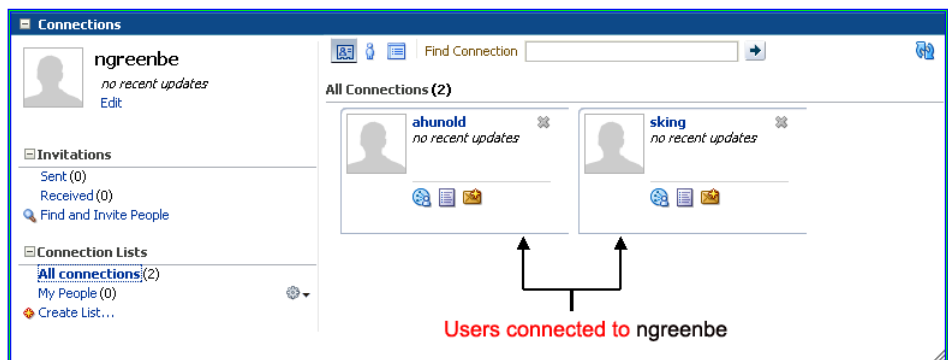 Connections
ngreenbe
no recent updates
Edit
Invitations
Sent (0)
Received (0)
Find and Invite People
Connection Lists
All connections (2)
My People (0)
Create List...
Find Connection
All Connections (2)
ahunold
no recent updates
sking
no recent updates
Users connected to ngreenbe